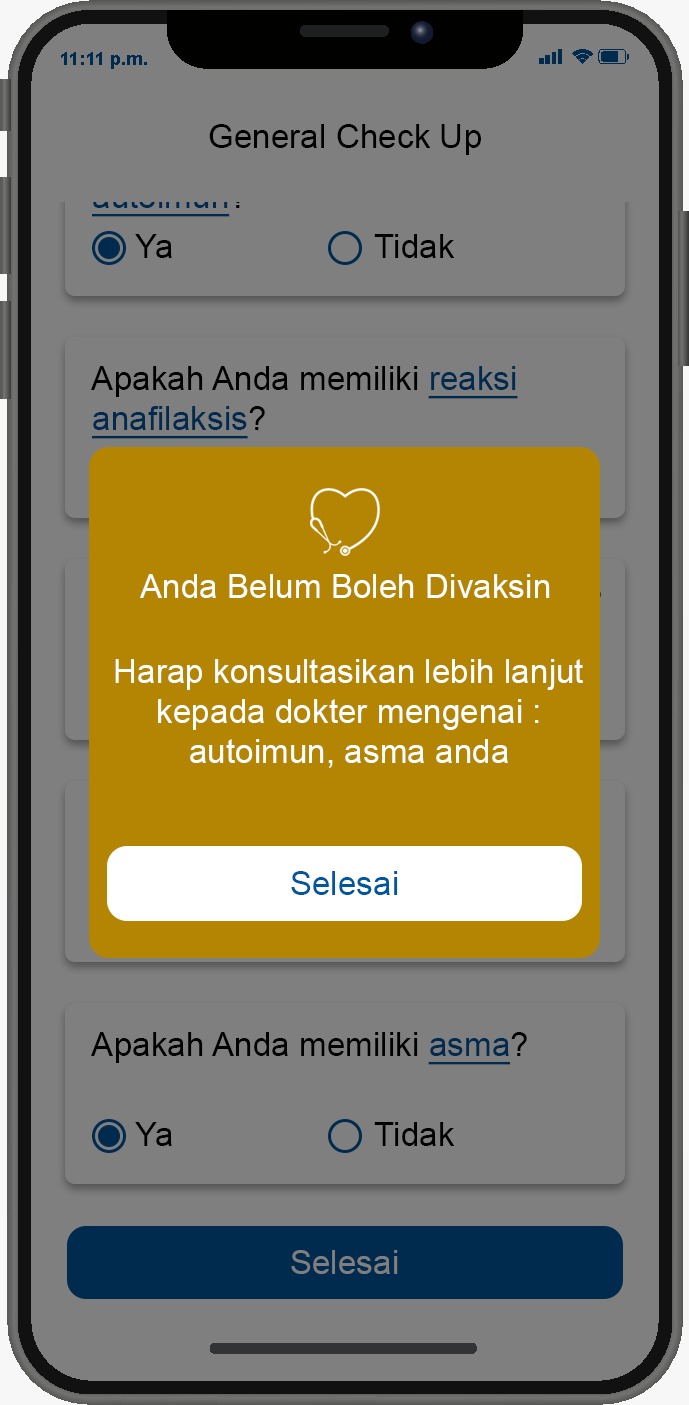 11:11 p.m.
General Check Up
autoimun?
Ya
Tidak
Apakah Anda memiliki reaksi
anafilaksis?
Anda Belum Boleh Divaksin
Harap konsultasikan lebih lanjut
kepada dokter mengenai :
autoimun, asma anda
Selesai
Apakah Anda memiliki asma?
Ya
Tidak
Selesai